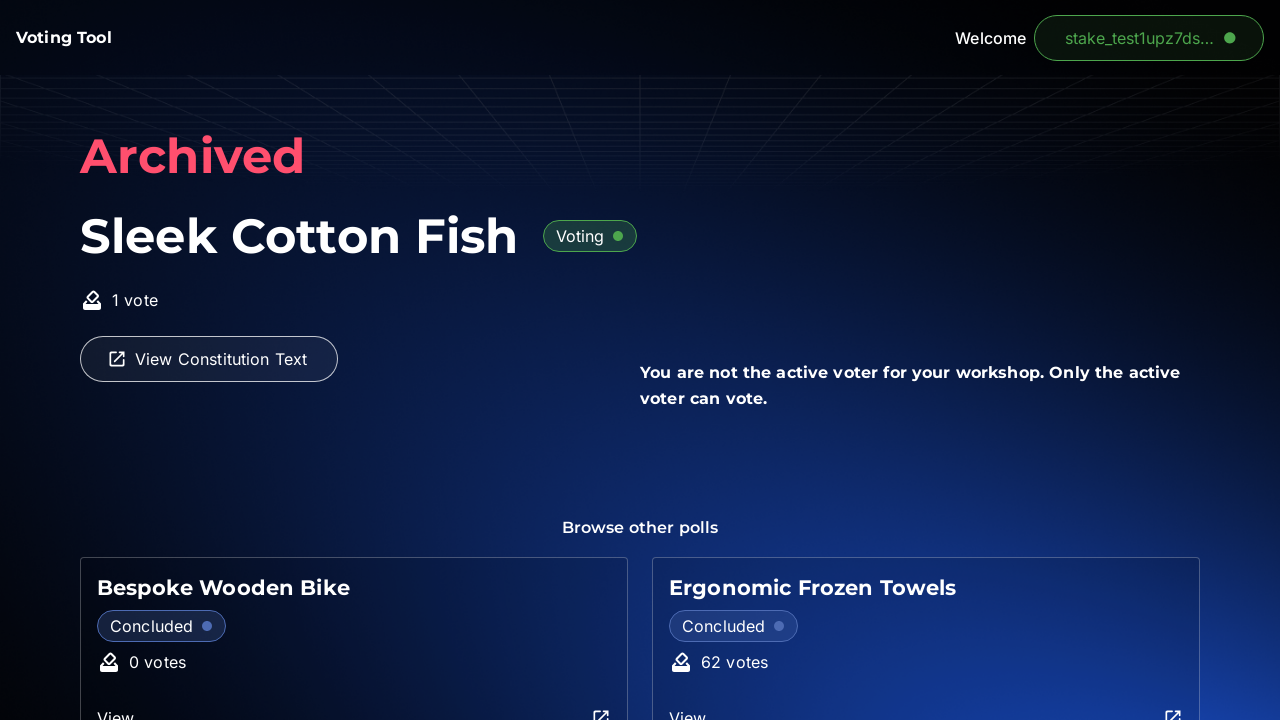 Voting Tool
Welcome
stake_test1upz7ds...
Archived
Sleek Cotton Fish
Voting
1 vote
View Constitution Text
You are not the active voter for your workshop. Only the active
voter can vote.
Browse other polls
Bespoke Wooden Bike
Concluded
0 votes
View
Ergonomic Frozen Towels
Concluded
62 votes
View